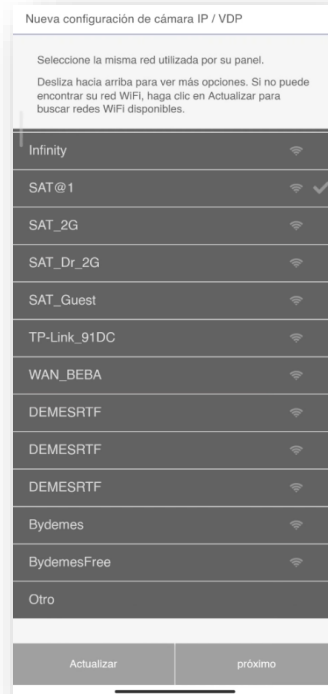 Nueva configuración de cámara IP / VDP
Seleccione la misma red utilizada por su panel.
Desliza hacia arriba para ver más opciones. Si no puede
encontrar su red WiFi, haga clic en Actualizar para
buscar redes WiFi disponibles.
Infinity
SAT@1
SAT_2G
SAT_Dr_2G
SAT_Guest
TP-Link_91DC
WAN_BEBA
DEMESRTF
DEMESRTF
DEMESRTF
Bydemes
BydemesFree
Otro
Actualizar
próximo